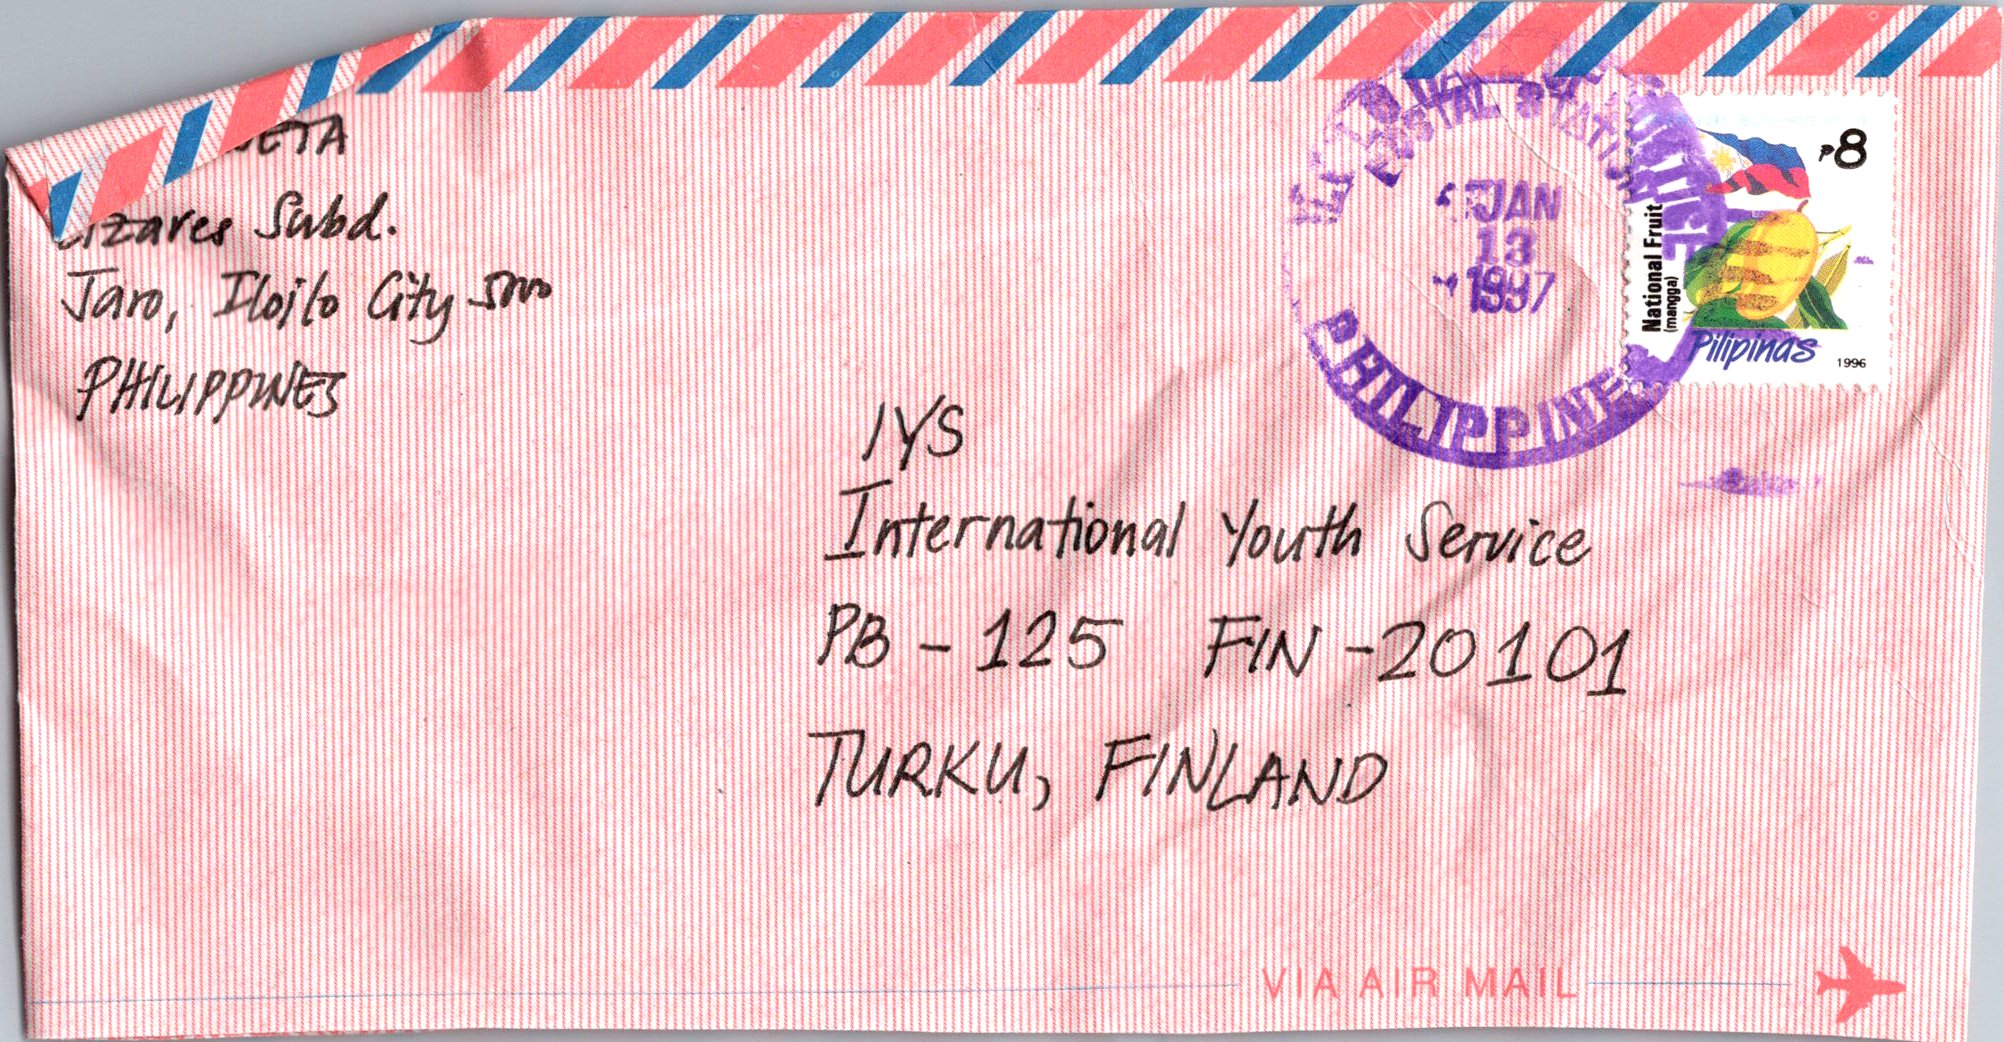 Lizares Subd.
Jaro, Iloilo City 5000
PHILIPPINES
POSTAL STATION
JAN
13
1997
PHILIPPINES
₱8
National Fruit
(mangga)
Pilipinas
1996
IYS
International Youth Service
PB - 125 FIN - 20101
TURKU, FINLAND
VIA AIR MAIL